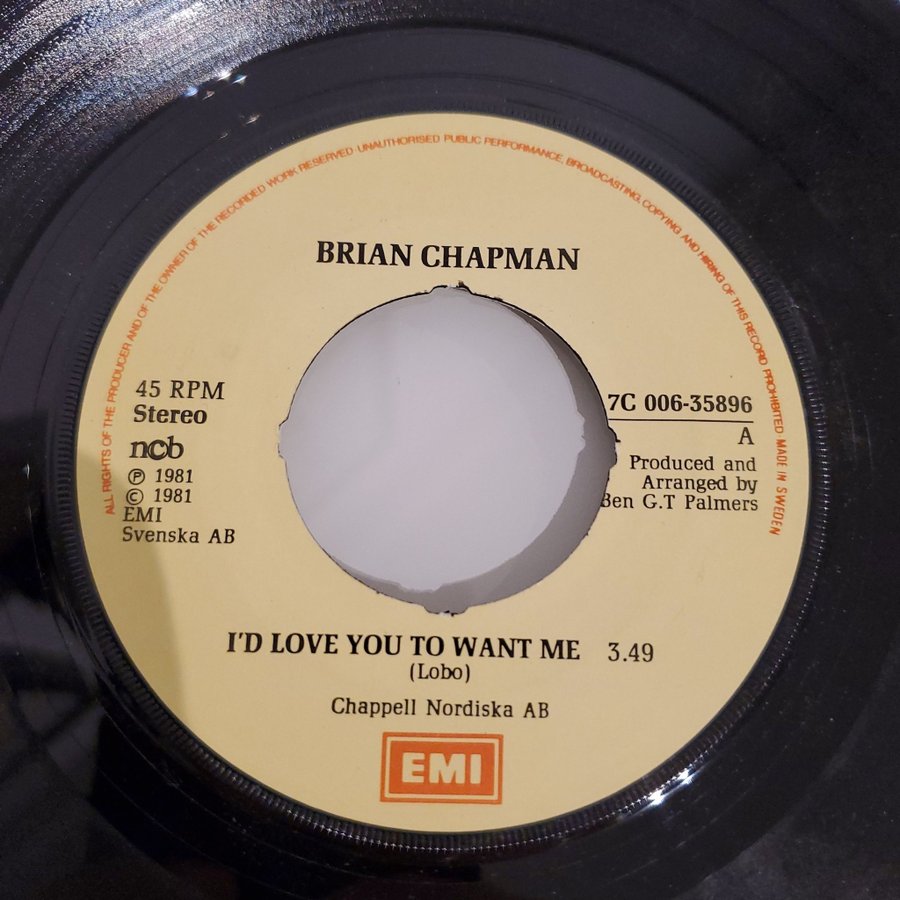 ALL RIGHTS OF THE PRODUCER AND OF THE OWNER OF THE RECORDED WORK RESERVED · UNAUTHORISED PUBLIC PERFORMANCE, BROADCASTING, COPYING AND HIRING OF THIS RECORD PROHIBITED · MADE IN SWEDEN
BRIAN CHAPMAN
45 RPM
Stereo
ncb
℗ 1981
© 1981
EMI
Svenska AB
7C 006-35896
A
Produced and
Arranged by
Ben G.T Palmers
I'D LOVE YOU TO WANT ME 3.49
(Lobo)
Chappell Nordiska AB
EMI